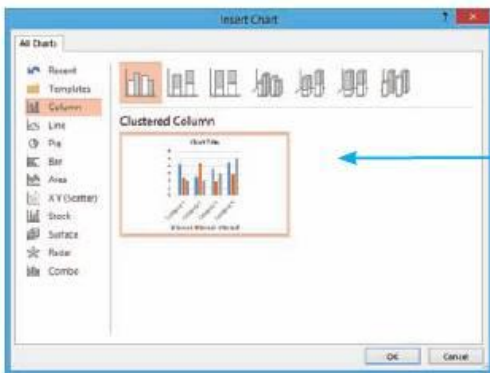 Insert Chart
?
All Charts
Recent
Templates
Column
Line
Pie
Bar
Area
X Y (Scatter)
Stock
Surface
Radar
Combo
Clustered Column
Chart Title
OK
Cancel